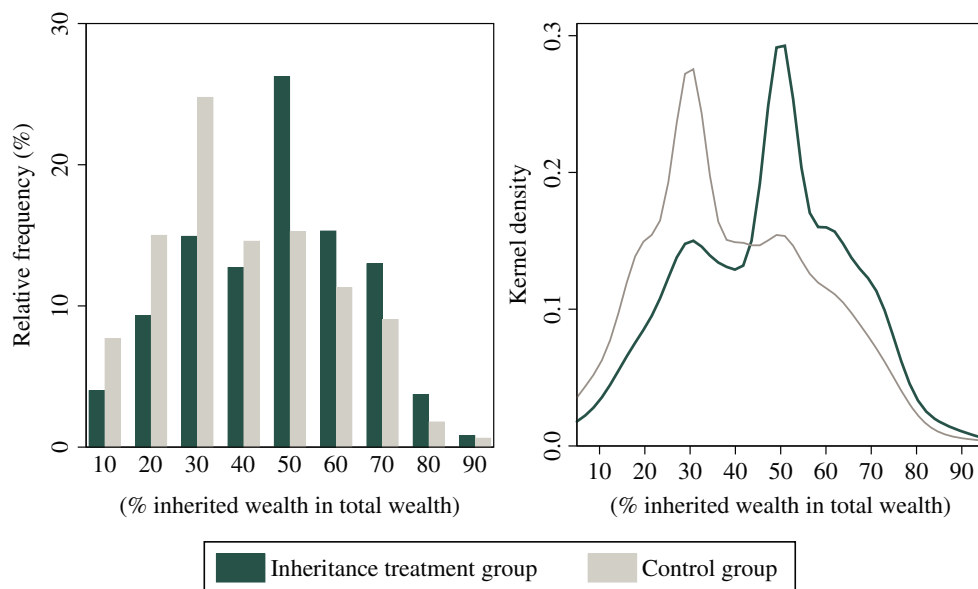 Relative frequency (%)
30
20
10
0
10 20 30 40 50 60 70 80 90
(% inherited wealth in total wealth)
Kernel density
0.3
0.2
0.1
0.0
10 20 30 40 50 60 70 80 90
(% inherited wealth in total wealth)
Inheritance treatment group
Control group